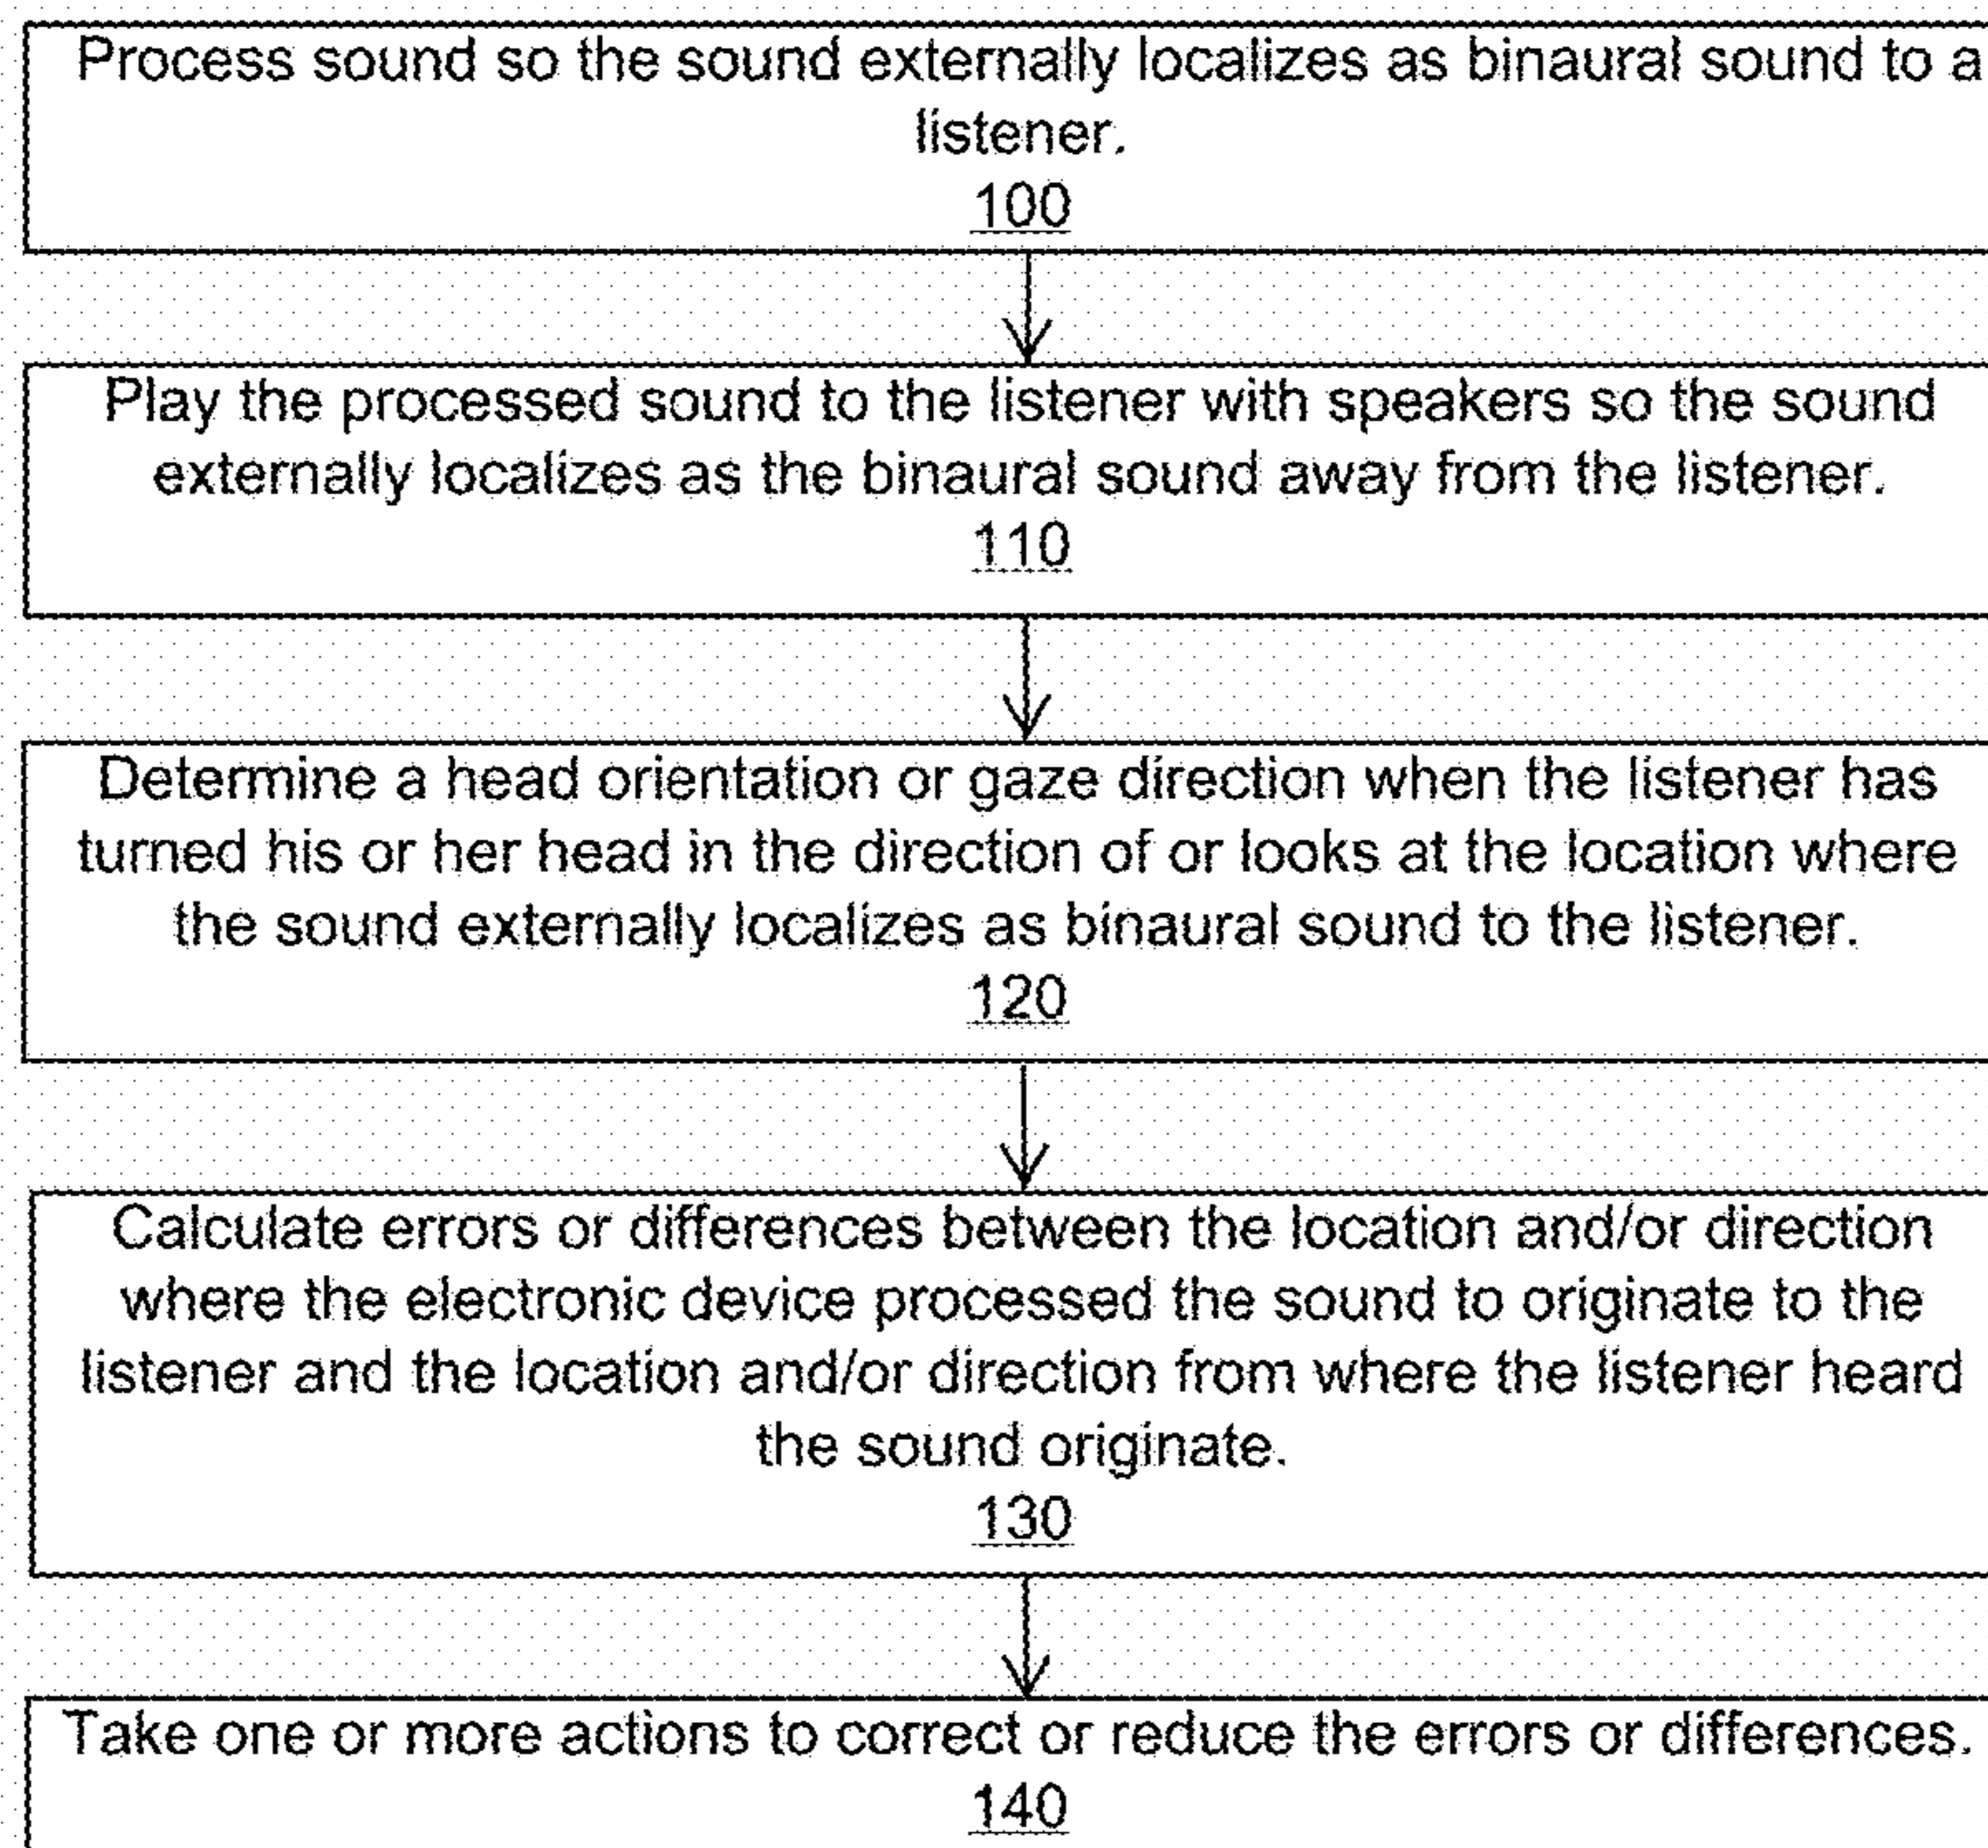 Process sound so the sound externally localizes as binaural sound to a
listener.
100
Play the processed sound to the listener with speakers so the sound
externally localizes as the binaural sound away from the listener.
110
Determine a head orientation or gaze direction when the listener has
turned his or her head in the direction of or looks at the location where
the sound externally localizes as binaural sound to the listener.
120
Calculate errors or differences between the location and/or direction
where the electronic device processed the sound to originate to the
listener and the location and/or direction from where the listener heard
the sound originate.
130
Take one or more actions to correct or reduce the errors or differences.
140